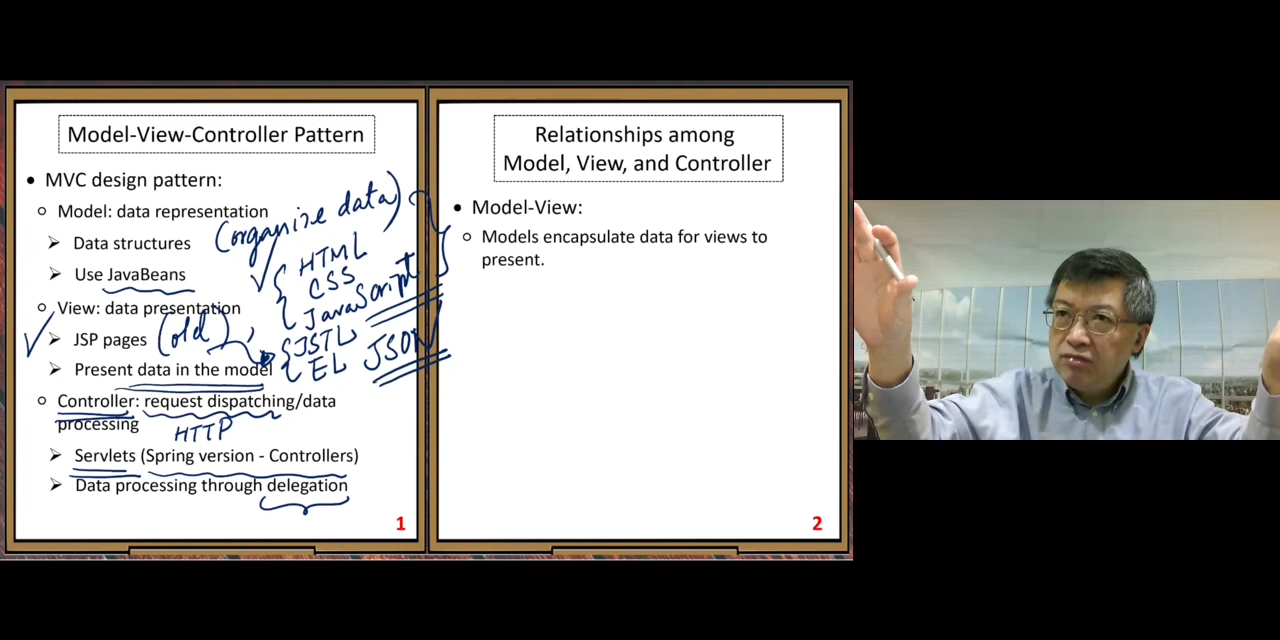 Model-View-Controller Pattern
• MVC design pattern:
○ Model: data representation
(organize data)
➢ Data structures
➢ Use JavaBeans
HTML
CSS
JavaScript
○ View: data presentation
➢ JSP pages (old)
JSTL
EL JSON
➢ Present data in the model
○ Controller: request dispatching/data
processing
HTTP
➢ Servlets (Spring version - Controllers)
➢ Data processing through delegation
1
Relationships among
Model, View, and Controller
• Model-View:
○ Models encapsulate data for views to
present.
2